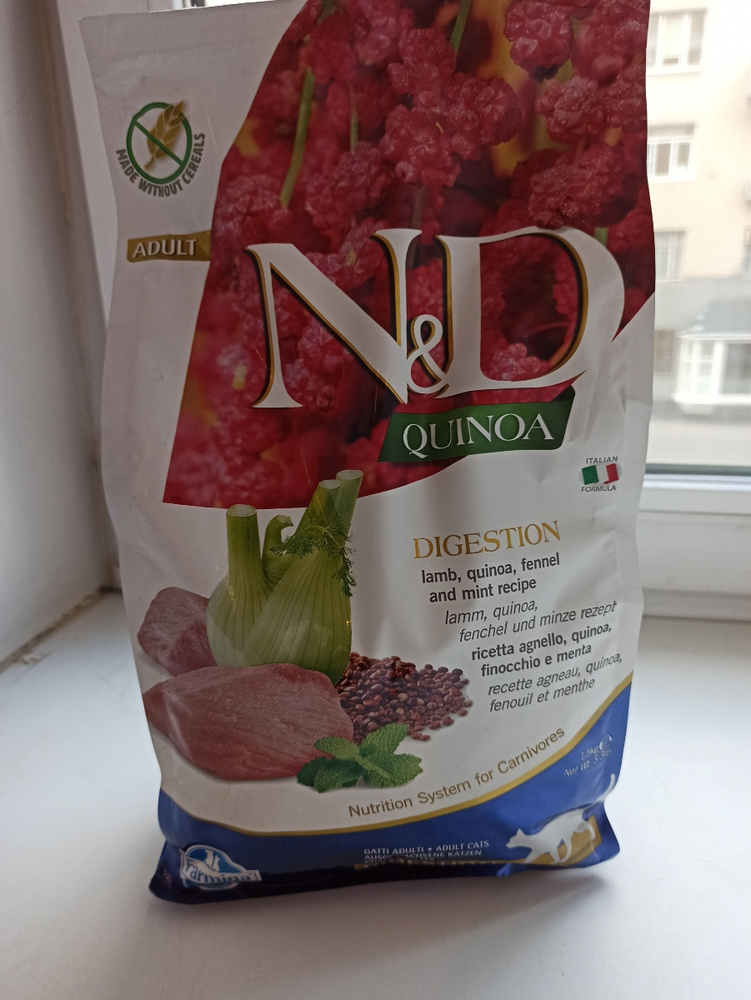 MADE WITHOUT CEREALS
ADULT
N&D
QUINOA
ITALIAN
FORMULA
DIGESTION
lamb, quinoa, fennel
and mint recipe
lamm, quinoa,
fenchel und minze rezept
ricetta agnello, quinoa,
finocchio e menta
recette agneau, quinoa,
fenouil et menthe
Nutrition System for Carnivores
Farmina
GATTI ADULTI • ADULT CATS
KATZEN